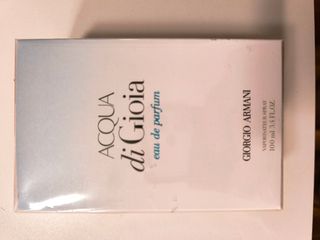 ACQUA
di Gioia
eau de parfum
GIORGIO ARMANI
VAPORISATEUR-SPRAY
100 ml 3.4 FL.OZ.